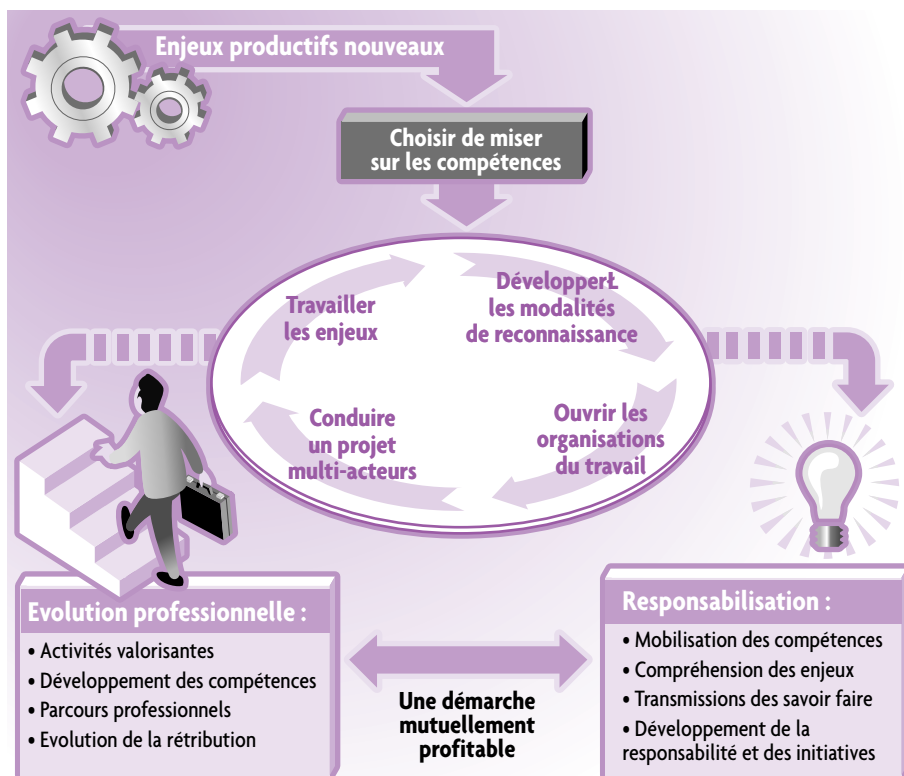 Enjeux productifs nouveaux
Choisir de miser
sur les compétences
Travailler
les enjeux
DévelopperŁ
les modalités
de reconnaissance
Conduire
un projet
multi-acteurs
Ouvrir les
organisations
du travail
Evolution professionnelle :
• Activités valorisantes
• Développement des compétences
• Parcours professionnels
• Evolution de la rétribution
Une démarche
mutuellement
profitable
Responsabilisation :
• Mobilisation des compétences
• Compréhension des enjeux
• Transmissions des savoir faire
• Développement de la
responsabilité et des initiatives